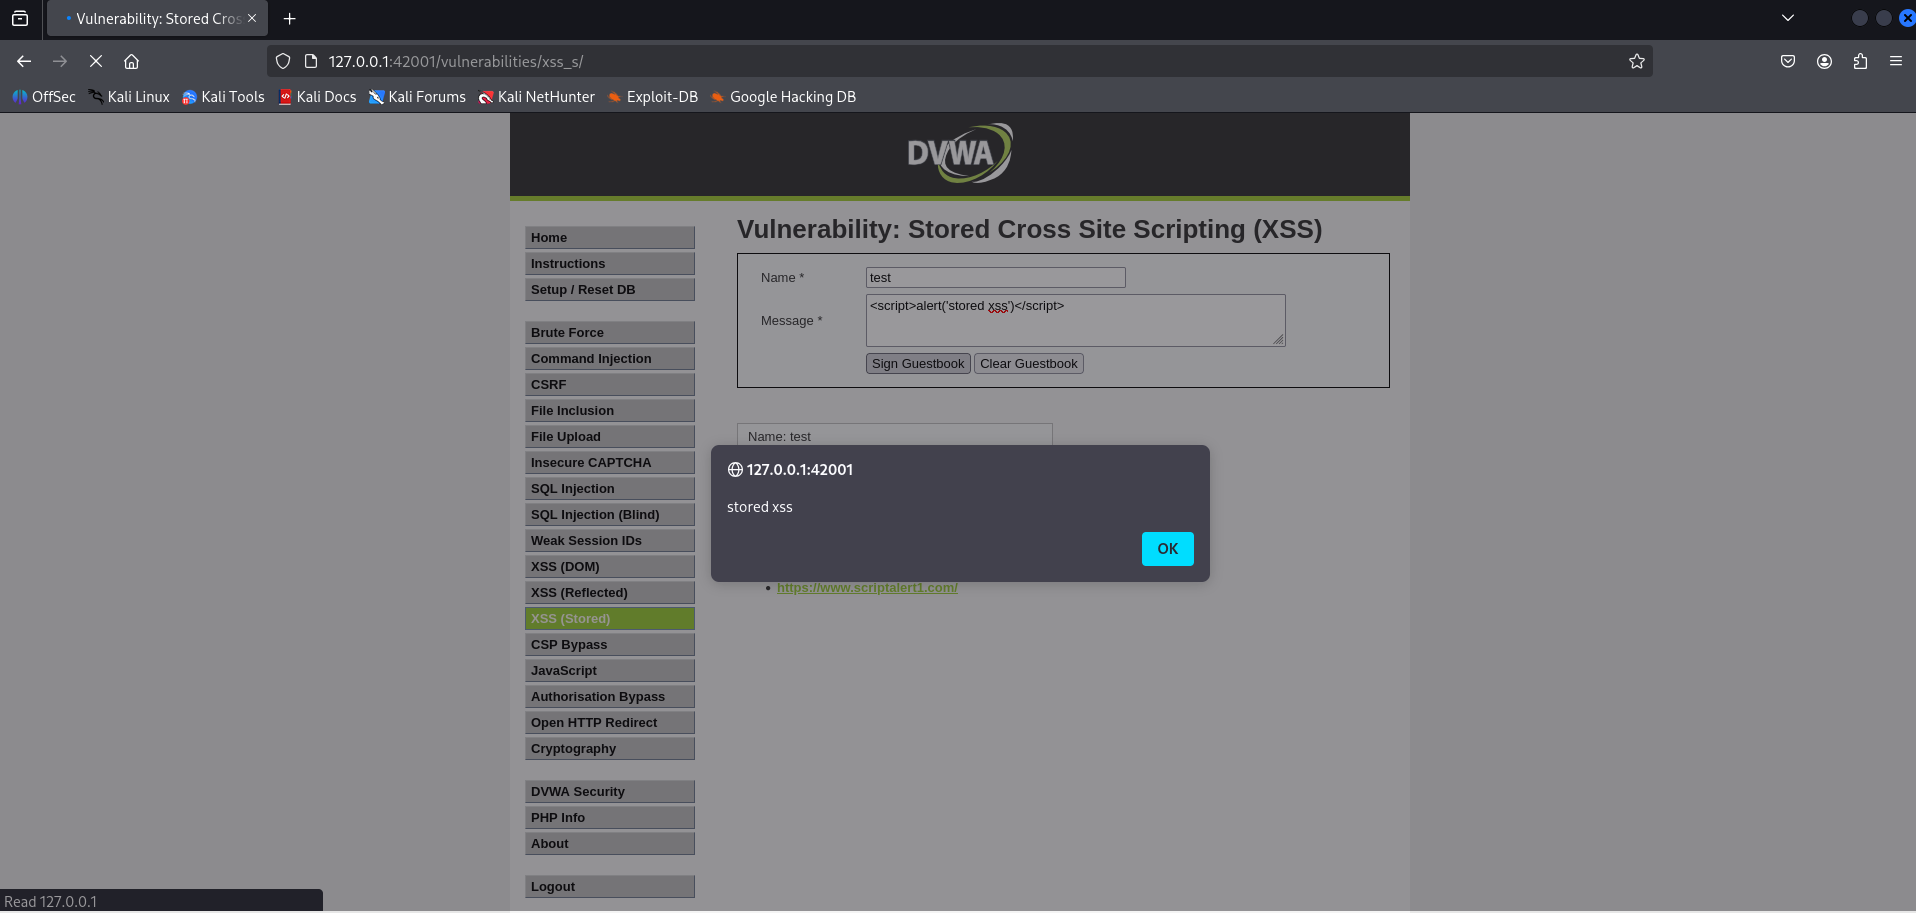 Vulnerability: Stored Cros
127.0.0.1:42001/vulnerabilities/xss_s/
OffSec Kali Linux Kali Tools Kali Docs Kali Forums Kali NetHunter Exploit-DB Google Hacking DB
DVWA
Home
Instructions
Setup / Reset DB
Brute Force
Command Injection
CSRF
File Inclusion
File Upload
Insecure CAPTCHA
SQL Injection
SQL Injection (Blind)
Weak Session IDs
XSS (DOM)
XSS (Reflected)
XSS (Stored)
CSP Bypass
JavaScript
Authorisation Bypass
Open HTTP Redirect
Cryptography
DVWA Security
PHP Info
About
Logout
Vulnerability: Stored Cross Site Scripting (XSS)
Name * test
Message * <script>alert('stored xss')</script>
Sign Guestbook Clear Guestbook
Name: test
127.0.0.1:42001
stored xss
OK
https://www.scriptalert1.com/
Read 127.0.0.1